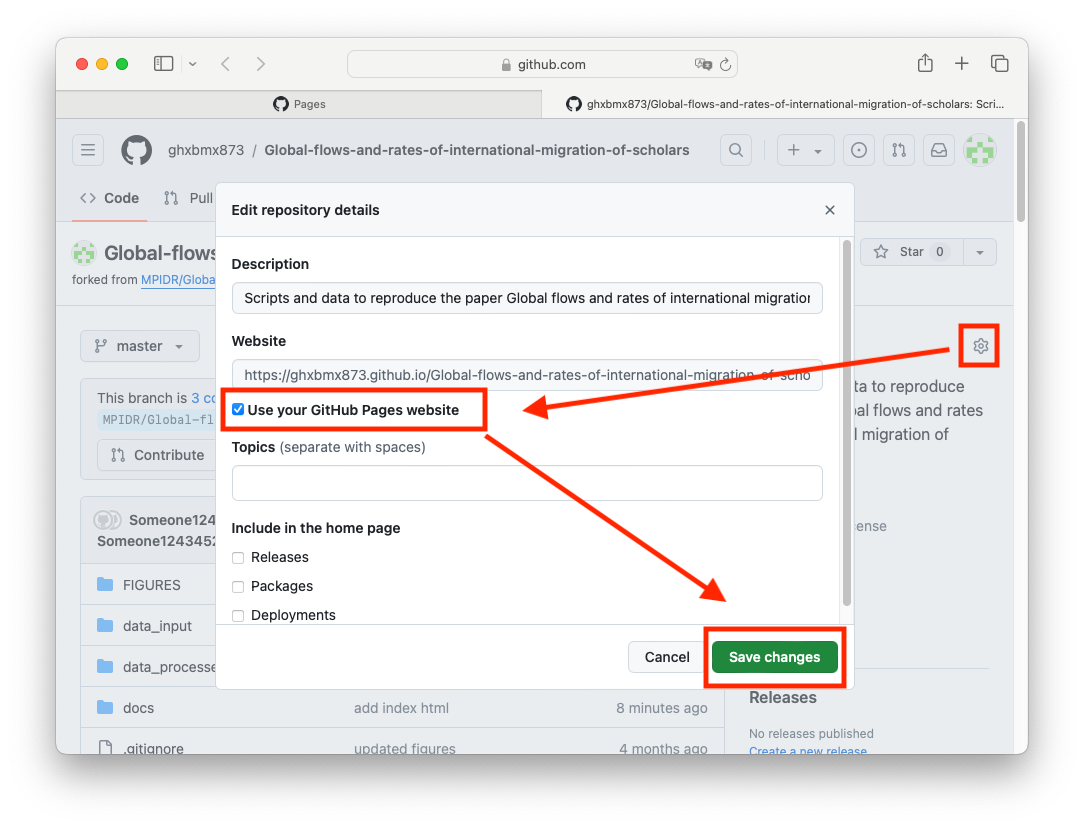 github.com
Pages
ghxbmx873/Global-flows-and-rates-of-international-migration-of-scholars: Scri...
ghxbmx873 / Global-flows-and-rates-of-international-migration-of-scholars
Code
Pull
Edit repository details
Global-flows
Star 0
forked from MPIDR/Globa
Description
Scripts and data to reproduce the paper Global flows and rates of international migration
Website
master
https://ghxbmx873.github.io/Global-flows-and-rates-of-international-migration-of-scho
ta to reproduce
This branch is 3 co
Use your GitHub Pages website
al flows and rates
MPIDR/Global-fl
l migration of
Topics (separate with spaces)
Contribute
Someone124
Include in the home page
ense
Someone1243452
Releases
FIGURES
Packages
Deployments
data_input
Cancel
Save changes
data_processe
Releases
docs
add index html
8 minutes ago
No releases published
.gitignore
updated figures
4 months ago
Create a new release